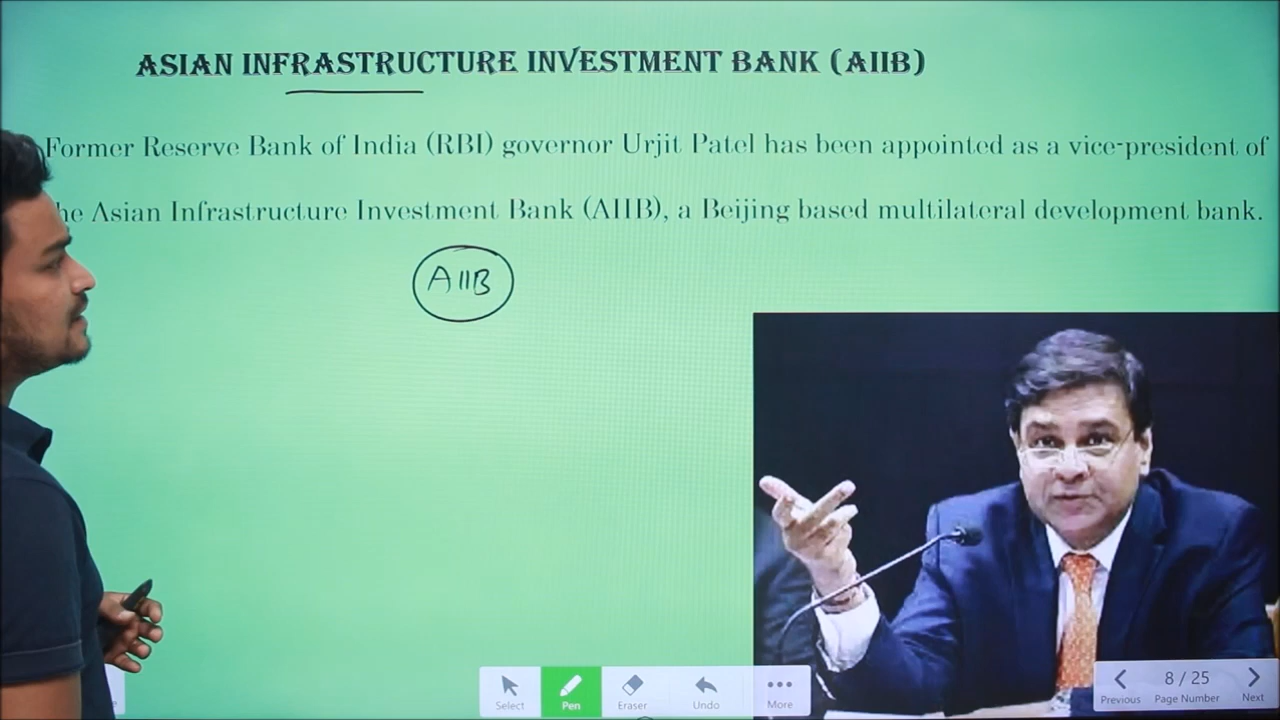 ASIAN INFRASTRUCTURE INVESTMENT BANK (AIIB)
Former Reserve Bank of India (RBI) governor Urjit Patel has been appointed as a vice-president of
he Asian Infrastructure Investment Bank (AIIB), a Beijing based multilateral development bank.
AIIB
Select
Pen
Eraser
Undo
More
Previous
8 / 25
Page Number
Next